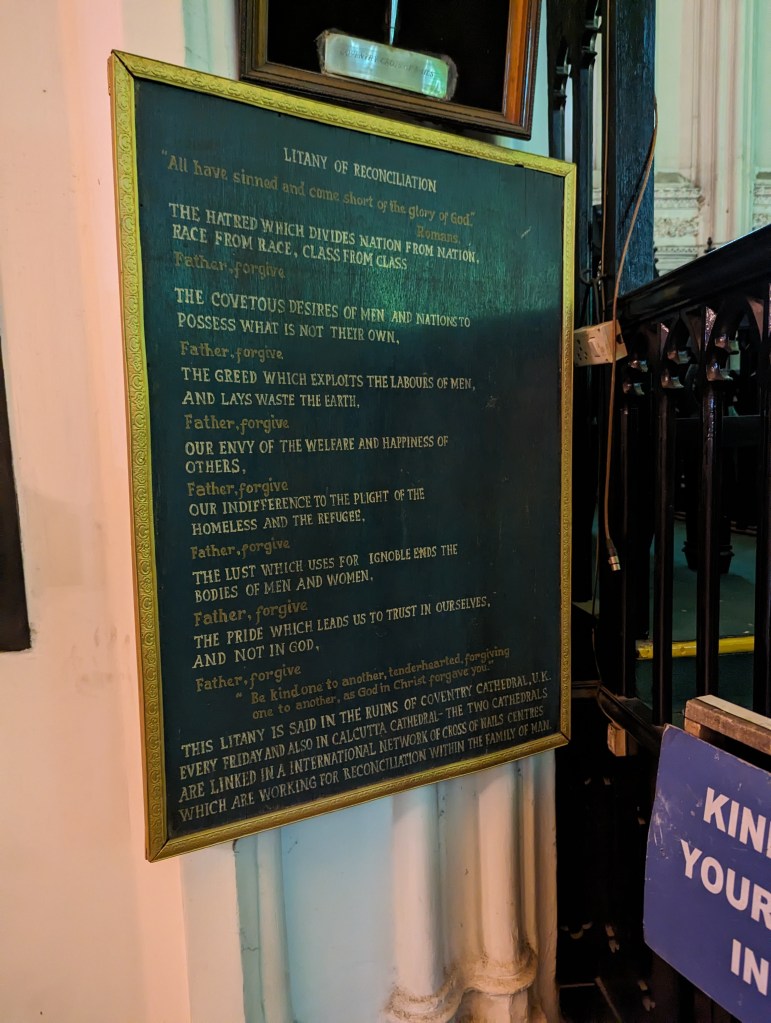 LITANY OF RECONCILIATION
"All have sinned and come short of the glory of God."
Romans.
THE HATRED WHICH DIVIDES NATION FROM NATION,
RACE FROM RACE, CLASS FROM CLASS
Father, forgive
THE COVETOUS DESIRES OF MEN AND NATIONS TO
POSSESS WHAT IS NOT THEIR OWN,
Father, forgive
THE GREED WHICH EXPLOITS THE LABOURS OF MEN,
AND LAYS WASTE THE EARTH,
Father, forgive
OUR ENVY OF THE WELFARE AND HAPPINESS OF
OTHERS,
Father, forgive
OUR INDIFFERENCE TO THE PLIGHT OF THE
HOMELESS AND THE REFUGEE,
Father, forgive
THE LUST WHICH USES FOR IGNOBLE ENDS THE
BODIES OF MEN AND WOMEN,
Father, forgive
THE PRIDE WHICH LEADS US TO TRUST IN OURSELVES,
AND NOT IN GOD,
Father, forgive
"Be kind one to another, tenderhearted, forgiving
one to another, as God in Christ forgave you."
THIS LITANY IS SAID IN THE RUINS OF COVENTRY CATHEDRAL, U.K.
EVERY FRIDAY AND ALSO IN CALCUTTA CATHEDRAL - THE TWO CATHEDRALS
ARE LINKED IN A INTERNATIONAL NETWORK OF CROSS OF NAILS CENTRES
WHICH ARE WORKING FOR RECONCILIATION WITHIN THE FAMILY OF MAN.
YOUR
IN